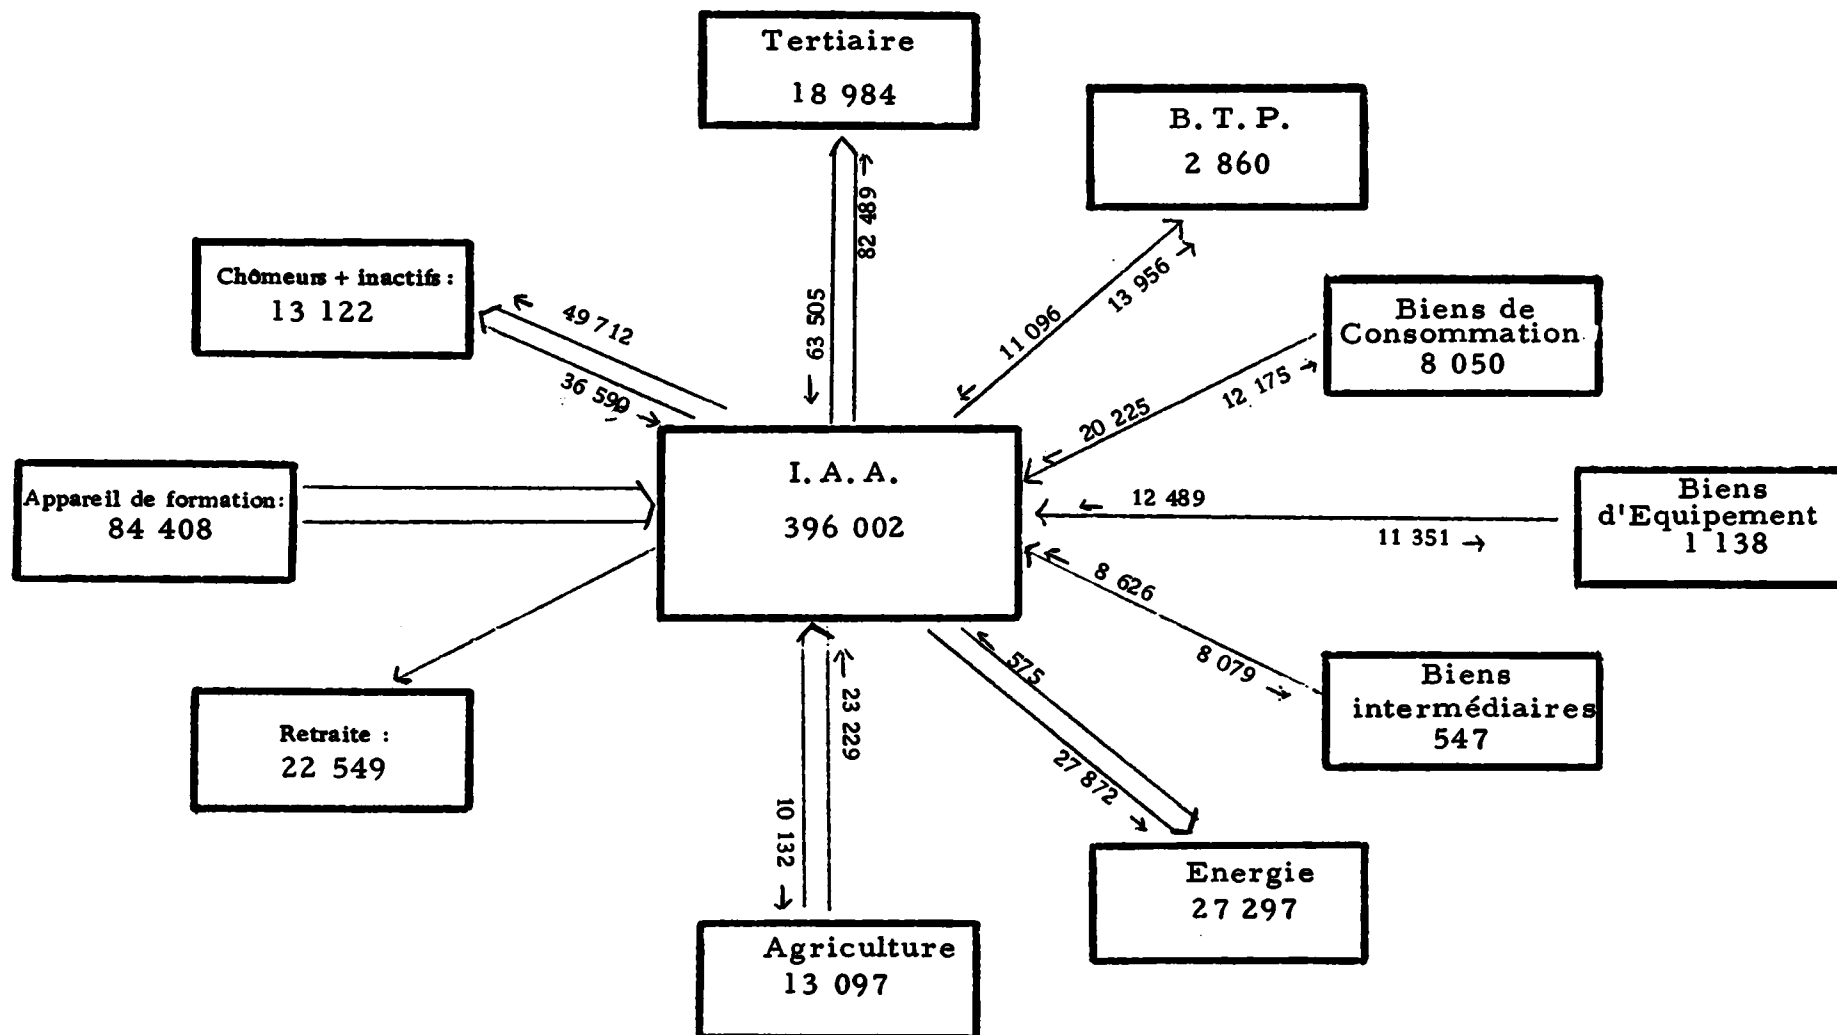 Tertiaire
18 984
B. T. P.
2 860
82 489
63 505
11 096
13 956
Chômeurs + inactifs :
13 122
49 712
36 590
Biens de
Consommation
8 050
20 225
12 175
Appareil de formation:
84 408
I. A. A.
396 002
12 489
11 351
Biens
d'Equipement
1 138
8 626
8 079
Biens
intermédiaires
547
Retraite :
22 549
23 229
10 132
575
27 872
Energie
27 297
Agriculture
13 097